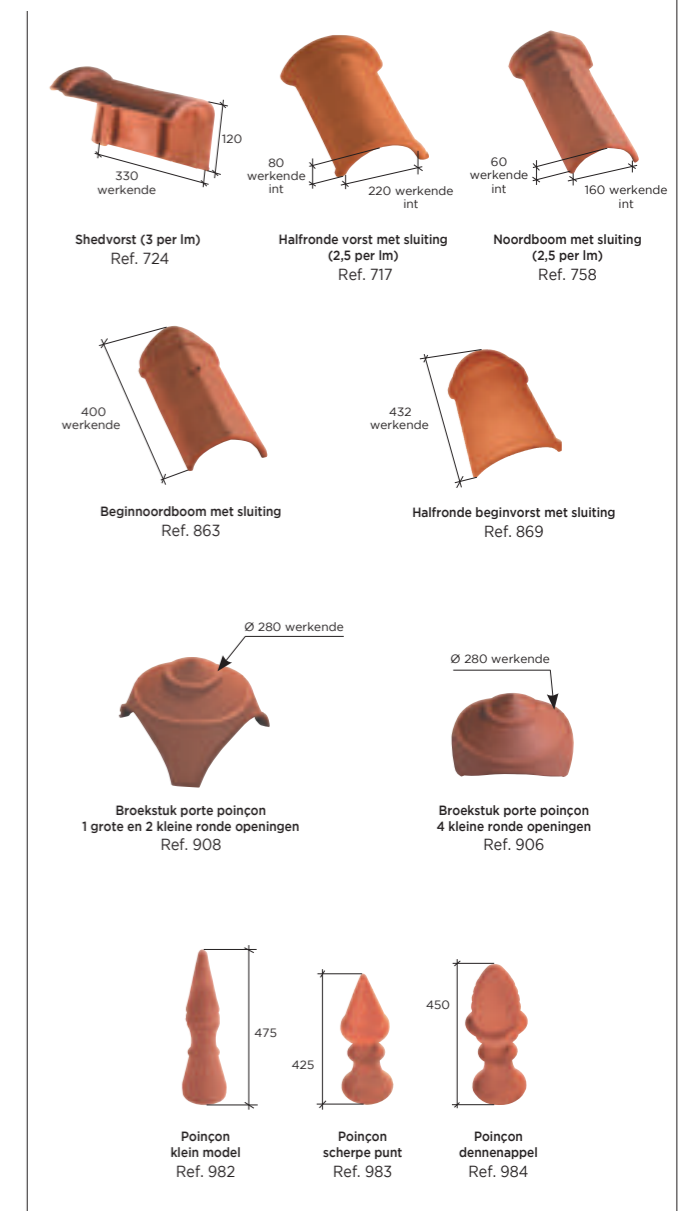 120
330
werkende
Shedvorst (3 per lm)
Ref. 724
80
werkende
int
220 werkende
int
Halfronde vorst met sluiting
(2,5 per lm)
Ref. 717
60
werkende
int
160 werkende
int
Noordboom met sluiting
(2,5 per lm)
Ref. 758
400
werkende
Beginnoordboom met sluiting
Ref. 863
432
werkende
Halfronde beginvorst met sluiting
Ref. 869
Ø 280 werkende
Broekstuk porte poinçon
1 grote en 2 kleine ronde openingen
Ref. 908
Ø 280 werkende
Broekstuk porte poinçon
4 kleine ronde openingen
Ref. 906
475
Poinçon
klein model
Ref. 982
425
Poinçon
scherpe punt
Ref. 983
450
Poinçon
dennenappel
Ref. 984